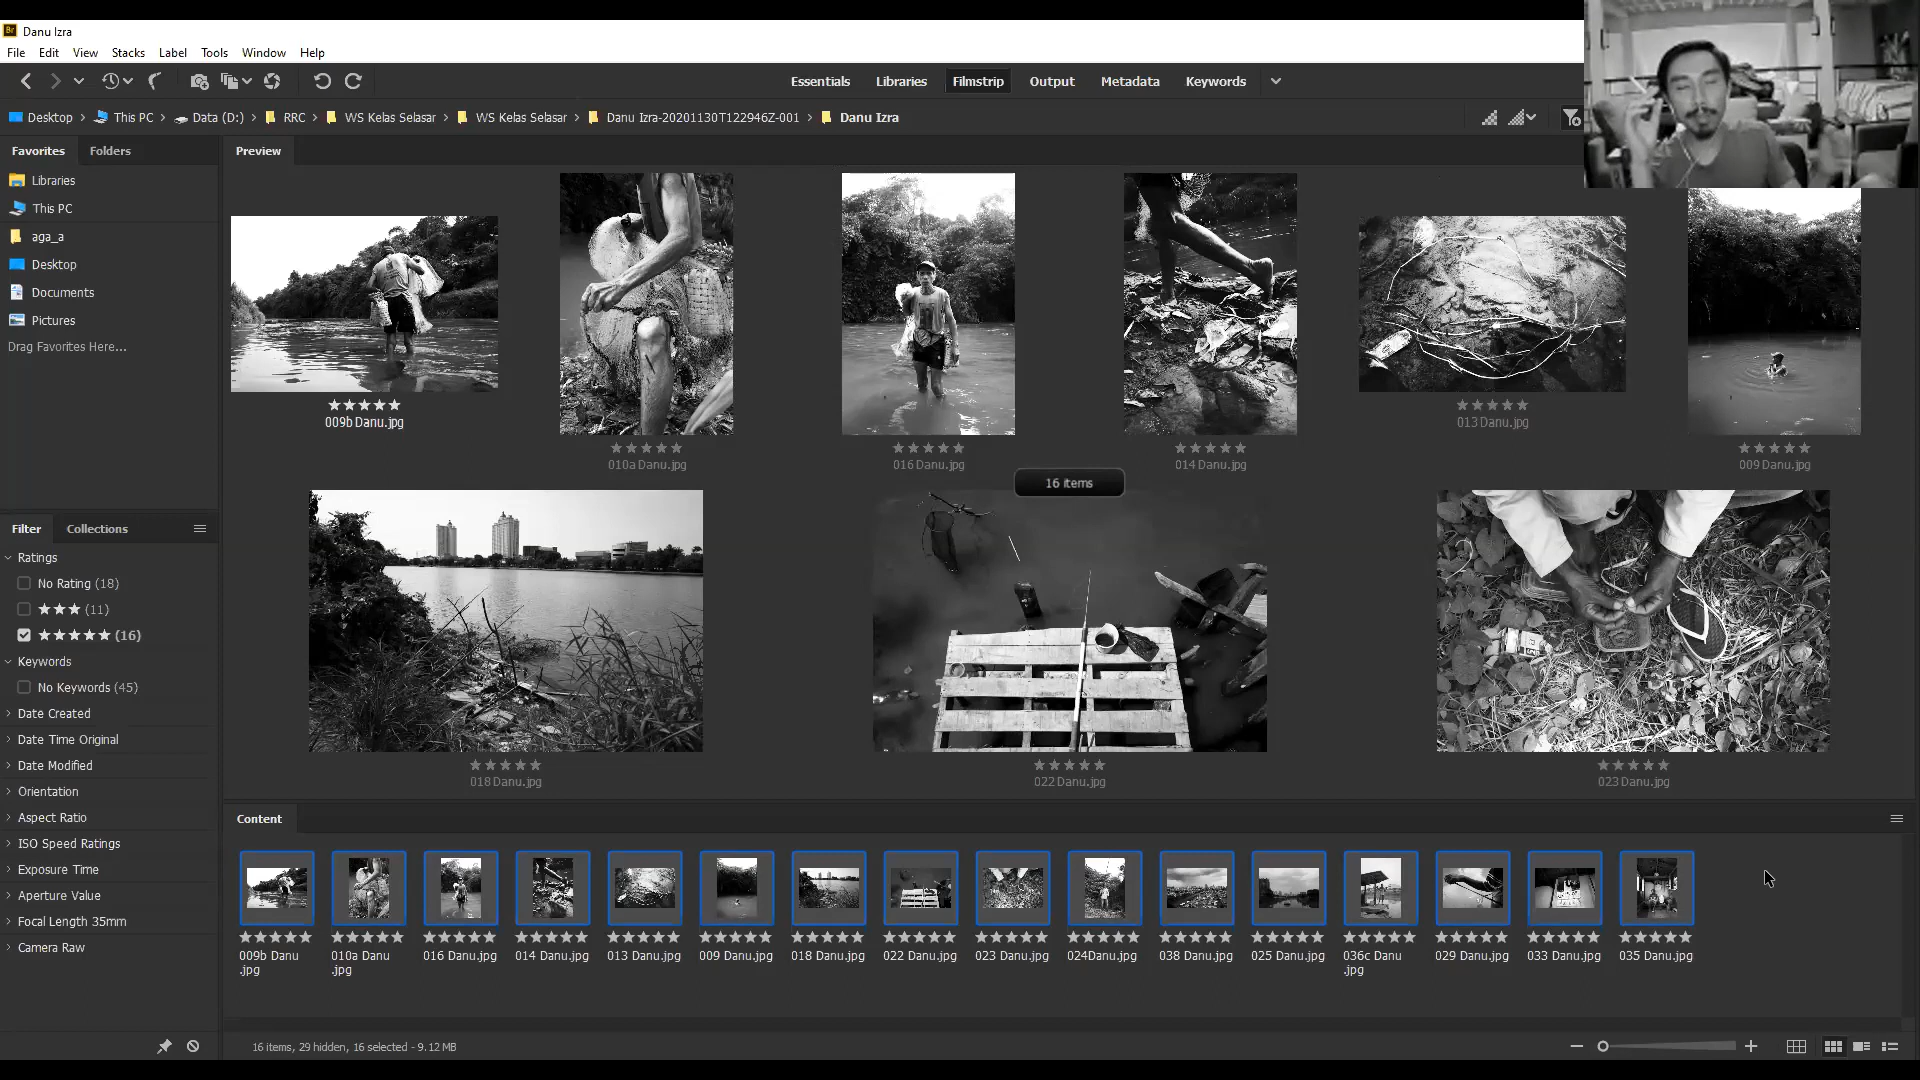 Br Danu Izra
File Edit View Stacks Label Tools Window Help
Essentials Libraries Filmstrip Output Metadata Keywords
Desktop This PC Data (D:) RRC WS Kelas Selasar WS Kelas Selasar Danu Izra-20201130T122946Z-001 Danu Izra
Favorites Folders
Libraries
This PC
aga_a
Desktop
Documents
Pictures
Drag Favorites Here...
Preview
009b Danu.jpg
010a Danu.jpg
016 Danu.jpg
014 Danu.jpg
013 Danu.jpg
009 Danu.jpg
16 items
018 Danu.jpg
022 Danu.jpg
023 Danu.jpg
Filter Collections
Ratings
No Rating (18)
★★★ (11)
★★★★★ (16)
Keywords
No Keywords (45)
Date Created
Date Time Original
Date Modified
Orientation
Aspect Ratio
ISO Speed Ratings
Exposure Time
Aperture Value
Focal Length 35mm
Camera Raw
Content
009b Danu
.jpg
010a Danu
.jpg
016 Danu.jpg
014 Danu.jpg
013 Danu.jpg
009 Danu.jpg
018 Danu.jpg
022 Danu.jpg
023 Danu.jpg
024Danu.jpg
038 Danu.jpg
025 Danu.jpg
036c Danu
.jpg
029 Danu.jpg
033 Danu.jpg
035 Danu.jpg
16 items, 29 hidden, 16 selected - 9.12 MB